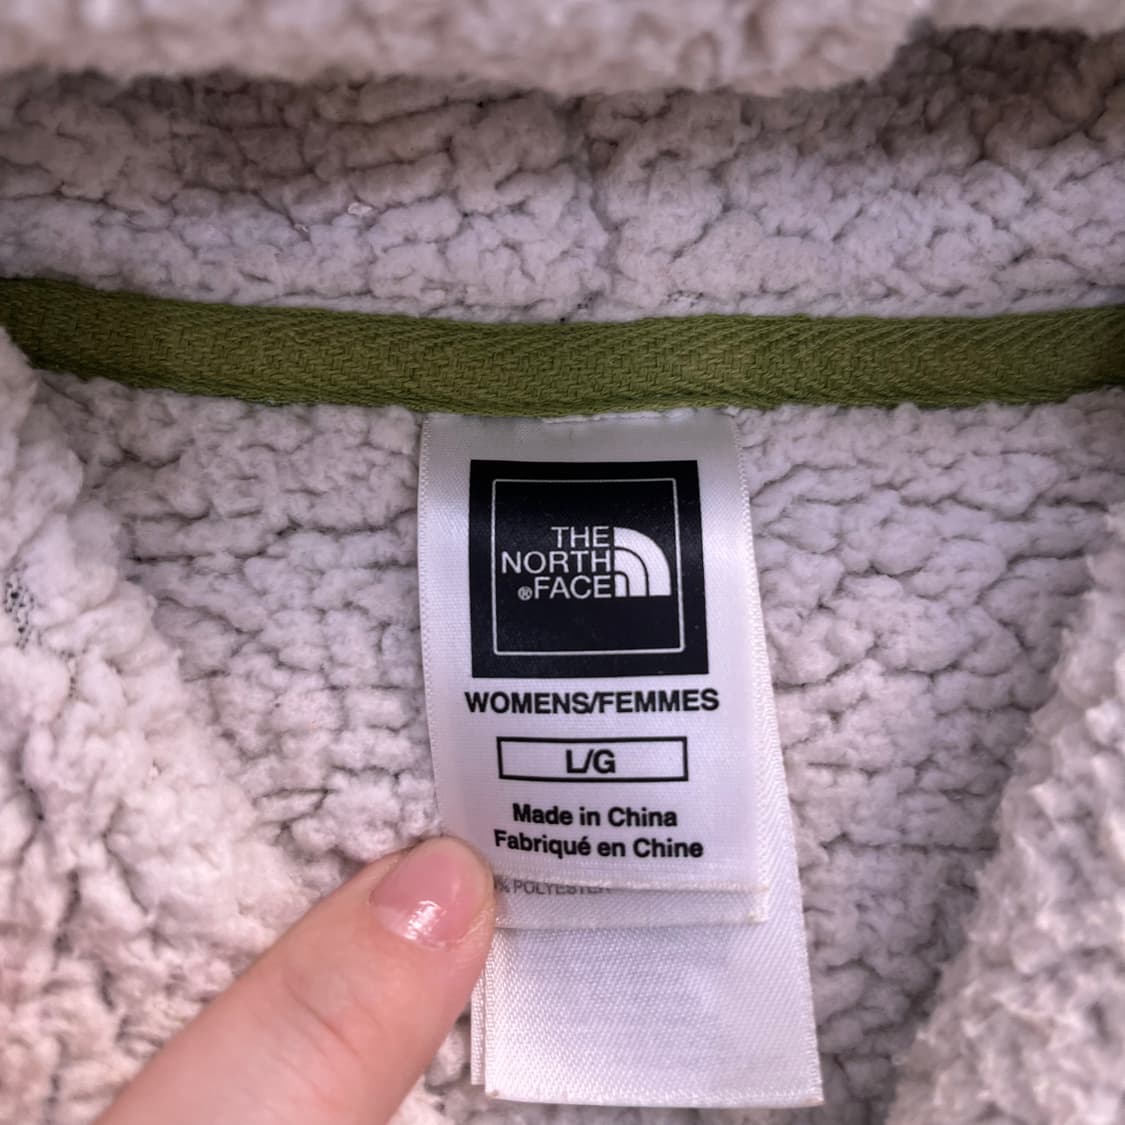 THE
NORTH
®FACE
WOMENS/FEMMES
L/G
Made in China
Fabriqué en Chine
% POLYESTER